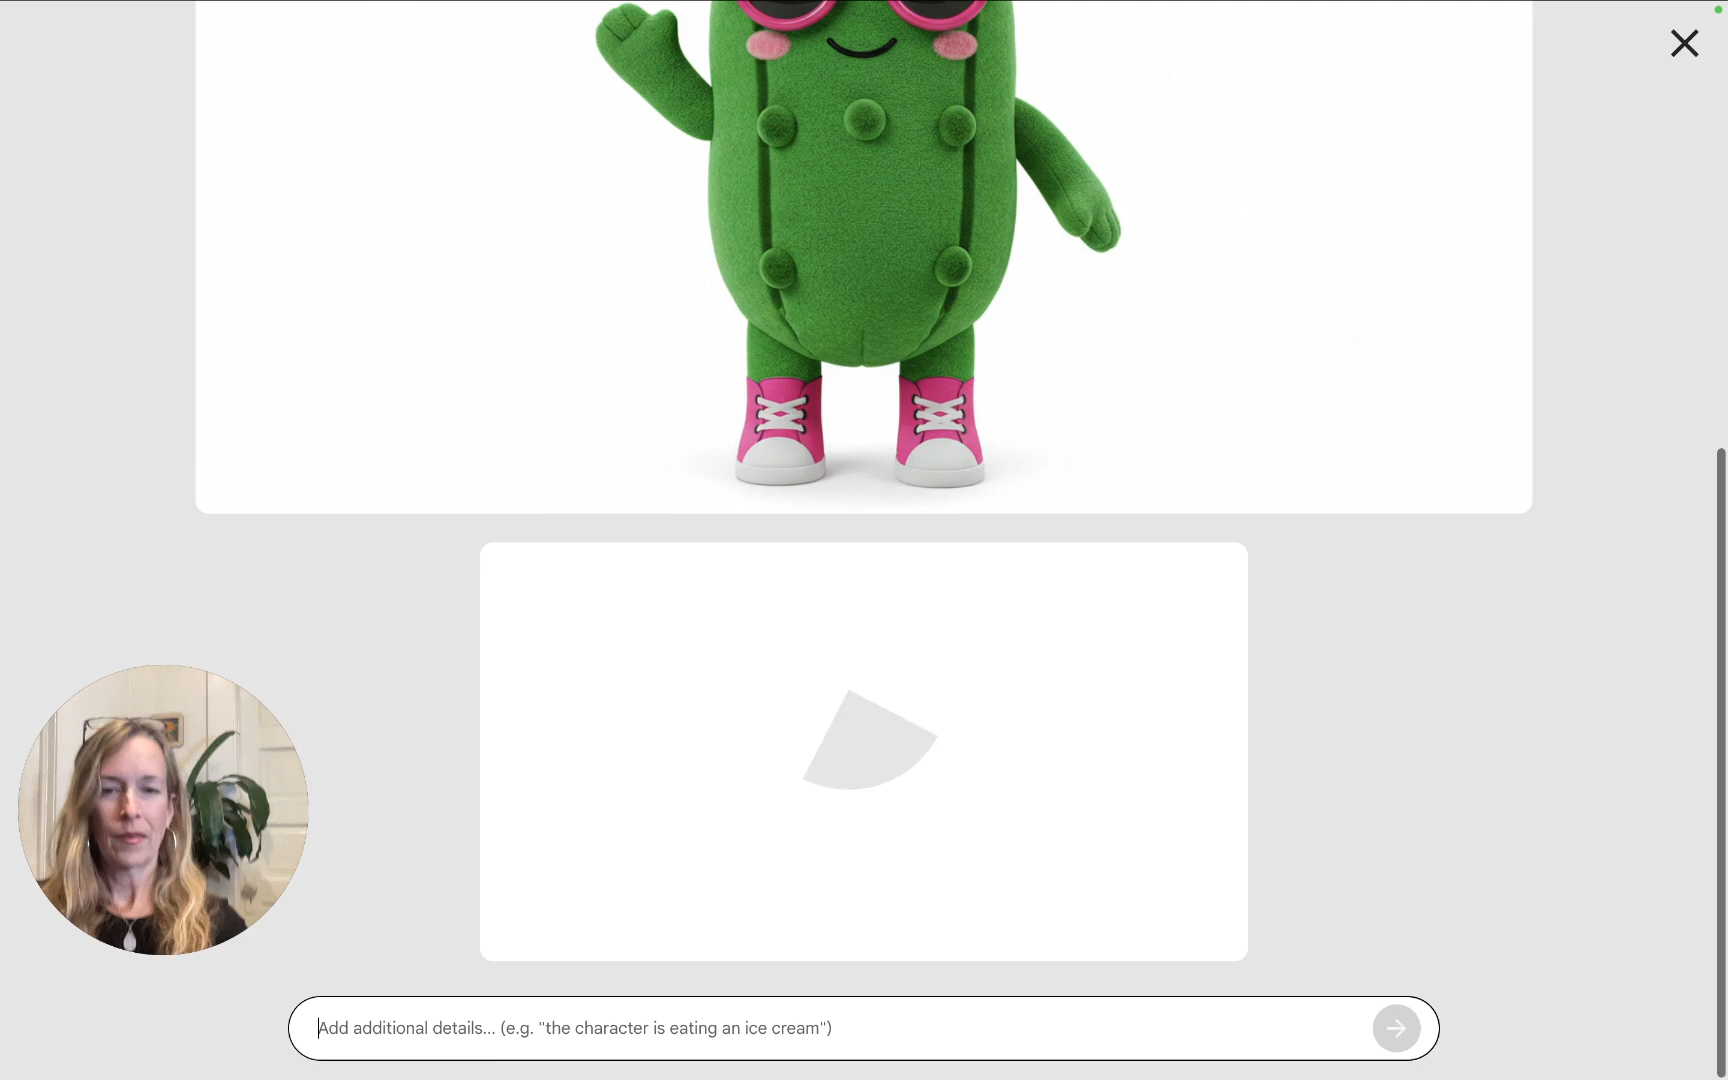 Add additional details... (e.g. "the character is eating an ice cream")